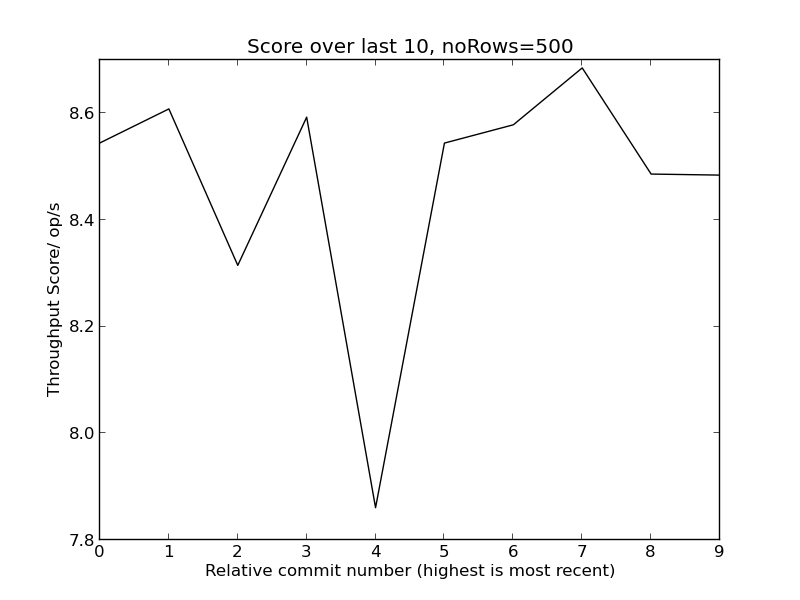 Score over last 10, noRows=500
Throughput Score/ op/s
8.6
8.4
8.2
8.0
7.8
0 1 2 3 4 5 6 7 8 9
Relative commit number (highest is most recent)